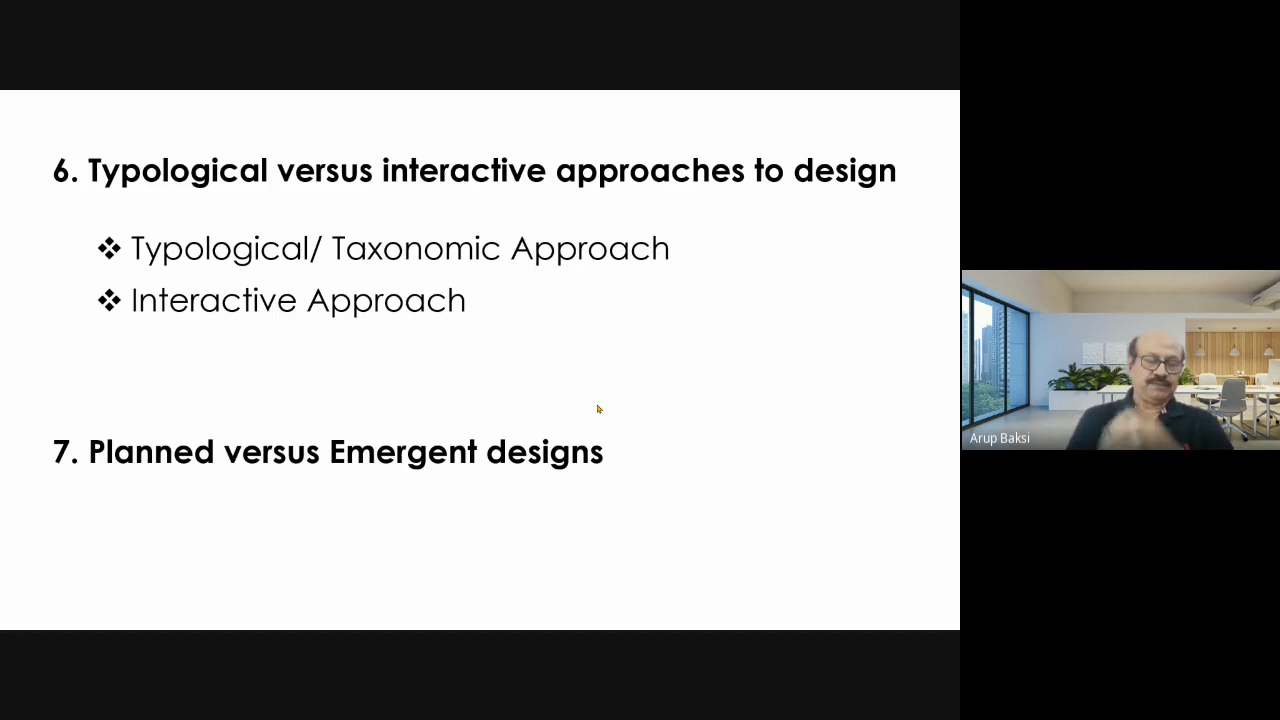 6. Typological versus interactive approaches to design
❖ Typological/ Taxonomic Approach
❖ Interactive Approach
7. Planned versus Emergent designs
Arup Baksi